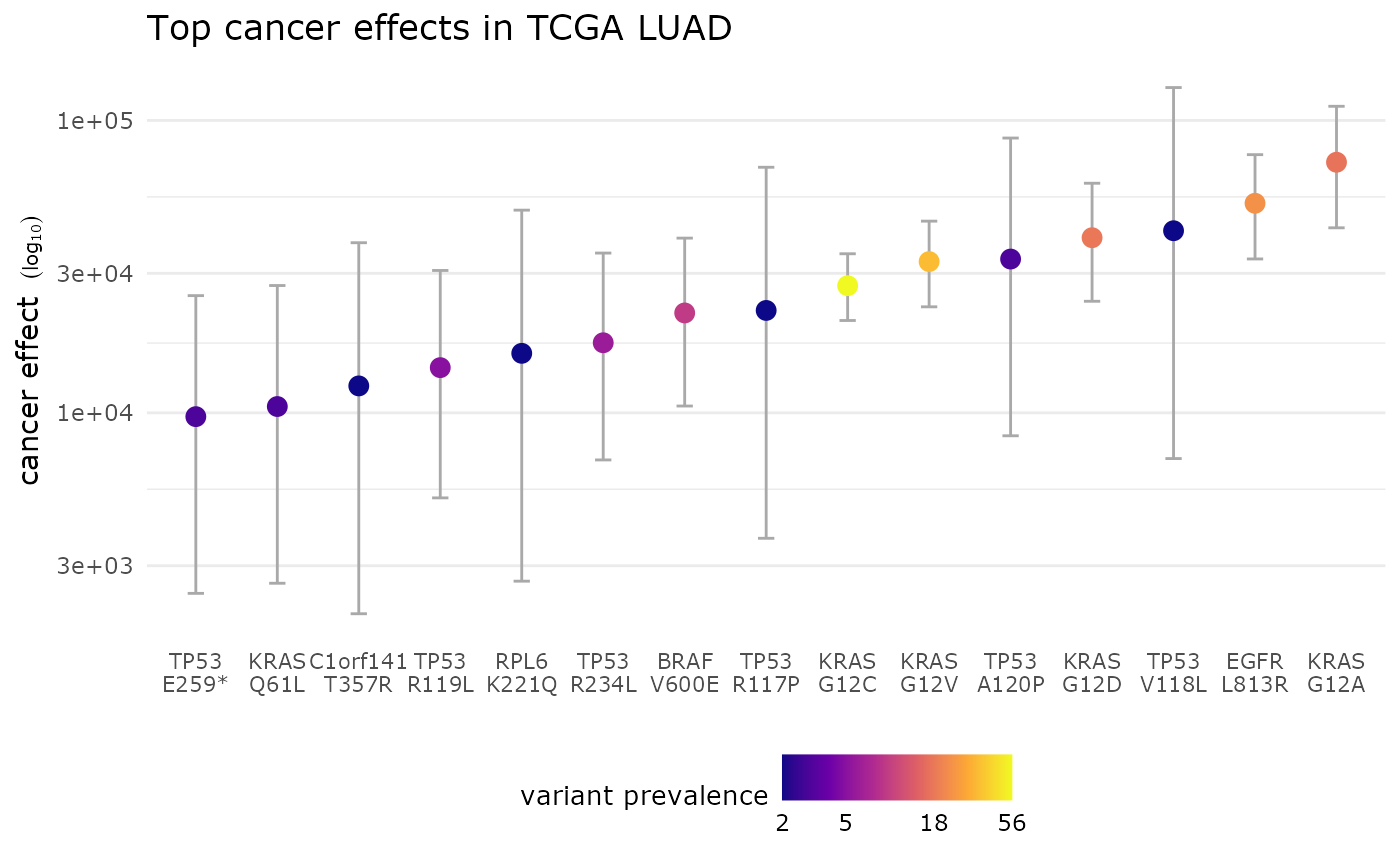 Top cancer effects in TCGA LUAD
cancer effect (log10)
1e+05
3e+04
1e+04
3e+03
TP53 KRAS C1orf141 TP53 RPL6 TP53 BRAF TP53 KRAS KRAS TP53 KRAS TP53 EGFR KRAS
E259* Q61L T357R R119L K221Q R234L V600E R117P G12C G12V A120P G12D V118L L813R G12A
variant prevalence
2 5 18 56